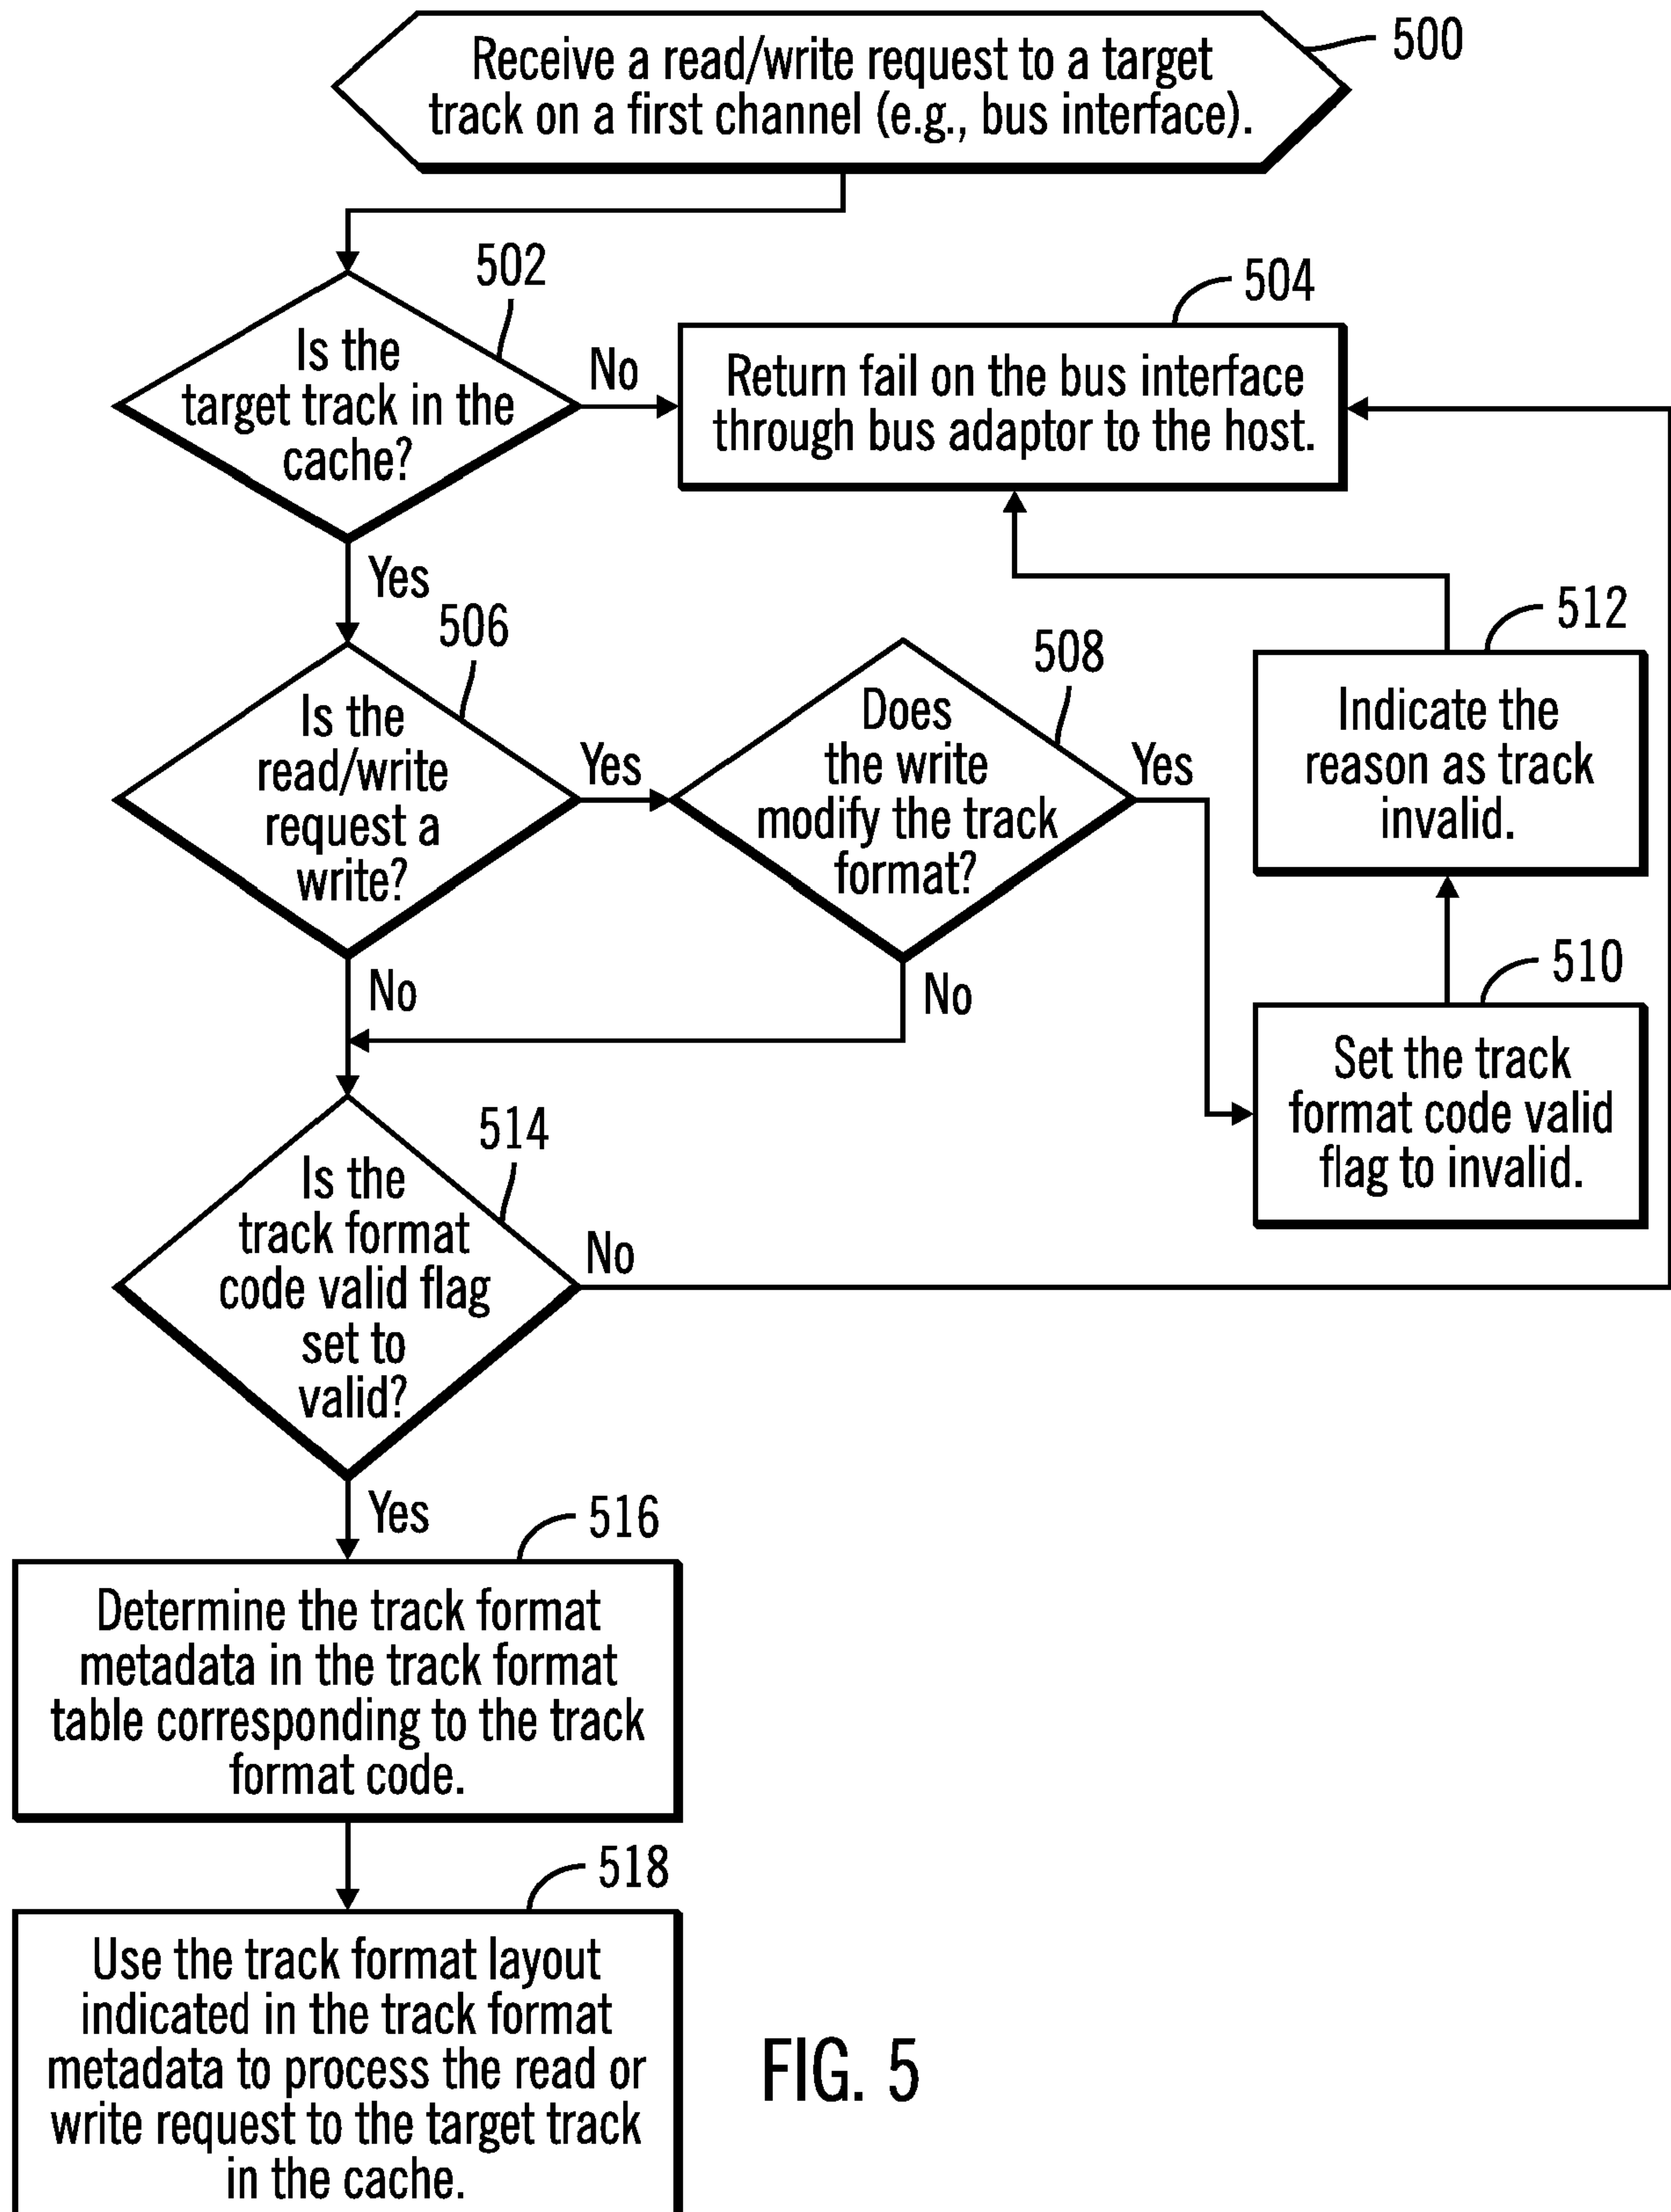 Receive a read/write request to a target
track on a first channel (e.g., bus interface).
500
502
Is the
target track in the
cache?
No
504
Return fail on the bus interface
through bus adaptor to the host.
Yes
506
Is the
read/write
request a
write?
Yes
No
508
Does
the write
modify the track
format?
Yes
No
512
Indicate the
reason as track
invalid.
510
Set the track
format code valid
flag to invalid.
514
Is the
track format
code valid flag
set to
valid?
No
Yes
516
Determine the track format
metadata in the track format
table corresponding to the track
format code.
518
Use the track format layout
indicated in the track format
metadata to process the read or
write request to the target track
in the cache.
FIG. 5